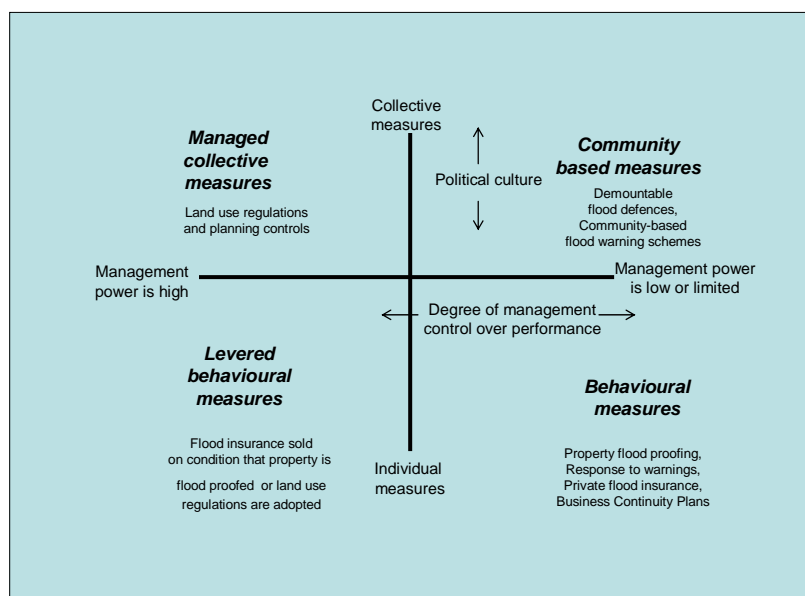 Collective
measures
Managed
collective
measures
Land use regulations
and planning controls
Political culture
Community
based measures
Demountable
flood defences,
Community-based
flood warning schemes
Management
power is high
Management power
is low or limited
Degree of management
control over performance
Levered
behavioural
measures
Flood insurance sold
on condition that property is
flood proofed or land use
regulations are adopted
Individual
measures
Behavioural
measures
Property flood proofing,
Response to warnings,
Private flood insurance,
Business Continuity Plans